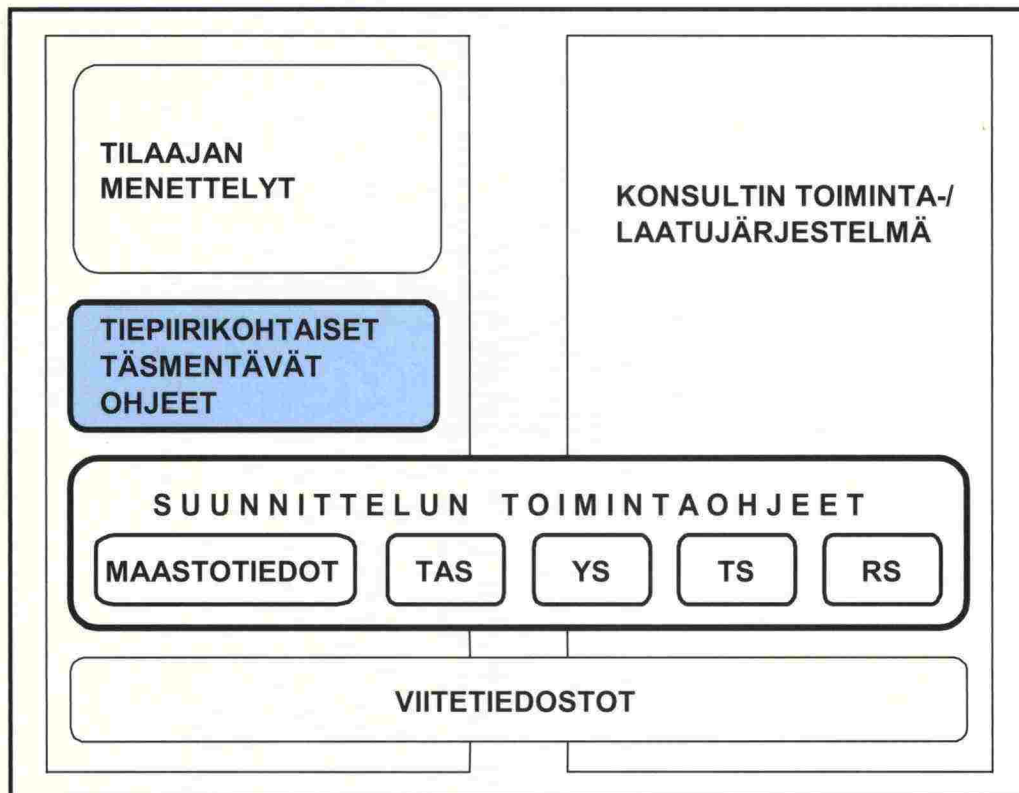 TILAAJAN
MENETTELYT
KONSULTIN TOIMINTA-/
LAATUJÄRJESTELMÄ
TIEPIIRIKOHTAISET
TÄSMENTÄVÄT
OHJEET
SUUNNITTELUN TOIMINTAOHJEET
MAASTOTIEDOT TAS YS TS RS
VIITETIEDOSTOT